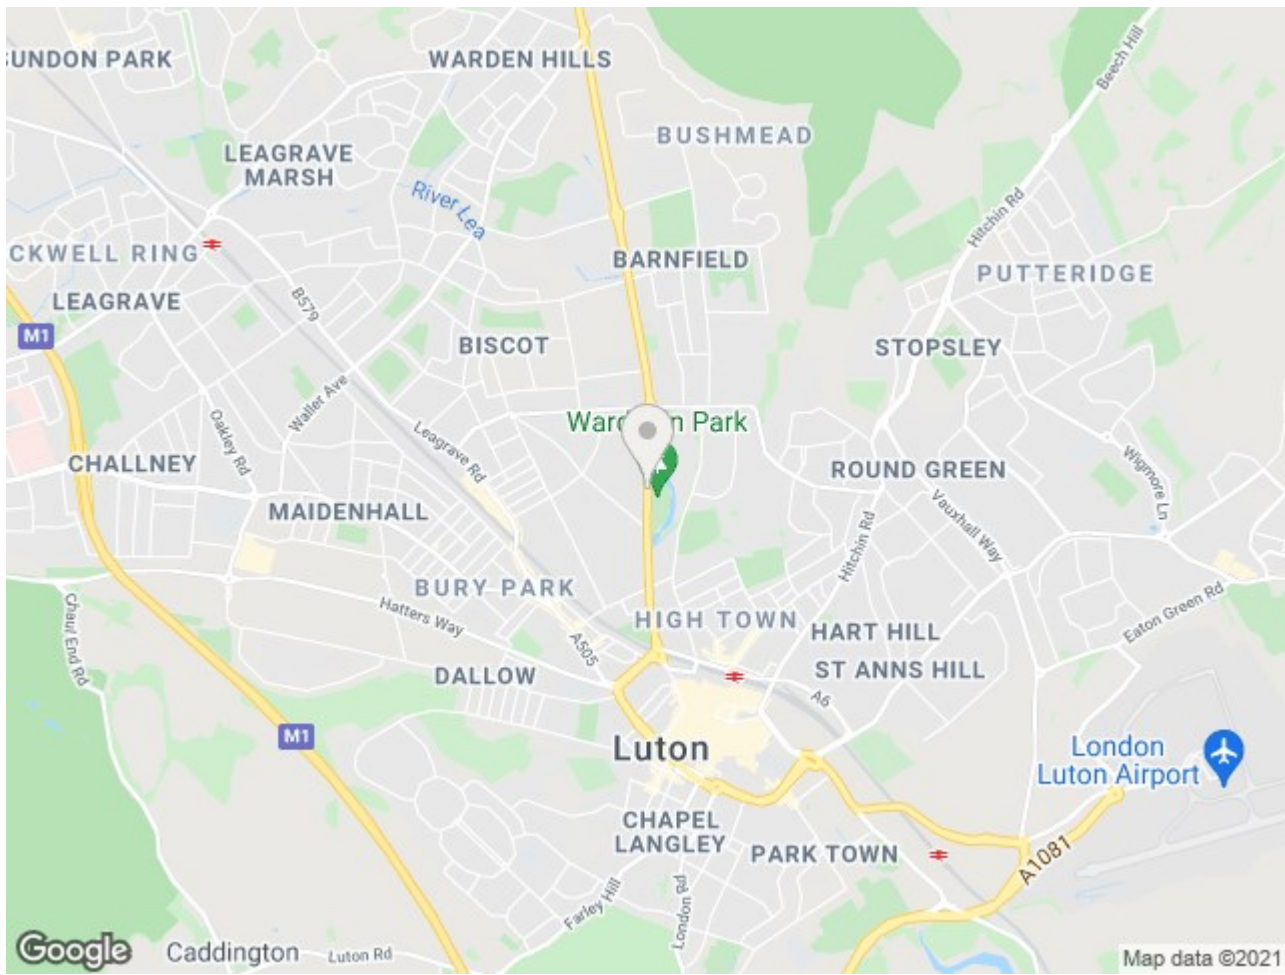 SUNDON PARK
WARDEN HILLS
Beech Hill
BUSHMEAD
LEAGRAVE
MARSH
River Lea
Hitchin Rd
CKWELL RING
BARNFIELD
PUTTERIDGE
LEAGRAVE
B579
M1
BISCOT
STOPSLEY
Waller Ave
Oakley Rd
Leagrave Rd
Ward n Park
CHALLNEY
ROUND GREEN
Wigmore Ln
MAIDENHALL
Vauxhall Way
Hitchin Rd
BURY PARK
Chaul End Rd
Hatters Way
HIGH TOWN
Eaton Green Rd
HART HILL
A505
DALLOW
ST ANNS HILL
A6
M1
Luton
London
Luton Airport
CHAPEL
LANGLEY
PARK TOWN
A1081
Farley Hill
London Rd
Google
Caddington
Luton Rd
Map data ©2021